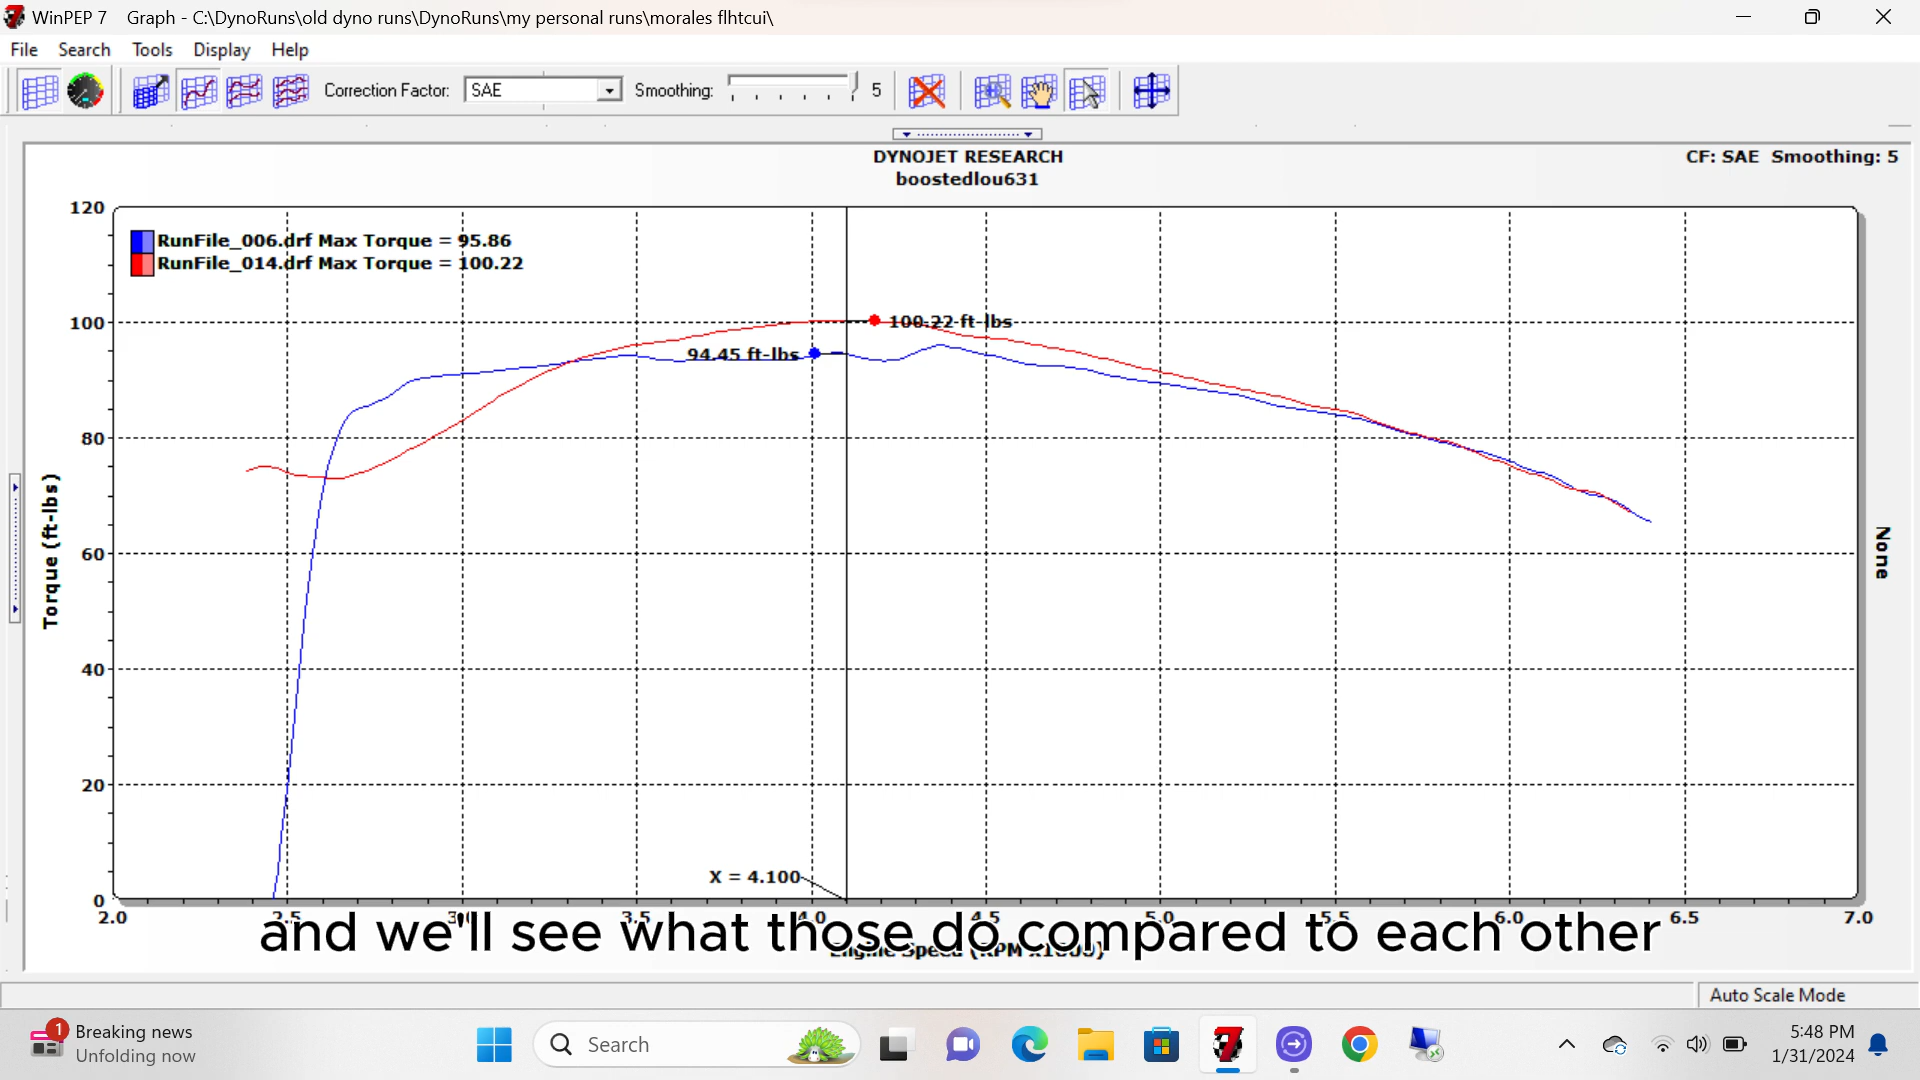 WinPEP 7 Graph - C:\DynoRuns\old dyno runs\DynoRuns\my personal runs\morales flhtcui\
File Search Tools Display Help
Correction Factor: SAE Smoothing: 5
DYNOJET RESEARCH
boostedlou631
CF: SAE Smoothing: 5
120
RunFile_006.drf Max Torque = 95.86
RunFile_014.drf Max Torque = 100.22
100
100.22 ft-lbs
94.45 ft-lbs
80
Torque (ft-lbs)
None
60
40
20
X = 4.100
0
2.0 2.5 3.0 3.5 4.0 4.5 5.0 5.5 6.0 6.5 7.0
and we'll see what those do compared to each other
Engine Speed (RPM x1000)
Auto Scale Mode
1
Breaking news
Unfolding now
Search
5:48 PM
1/31/2024